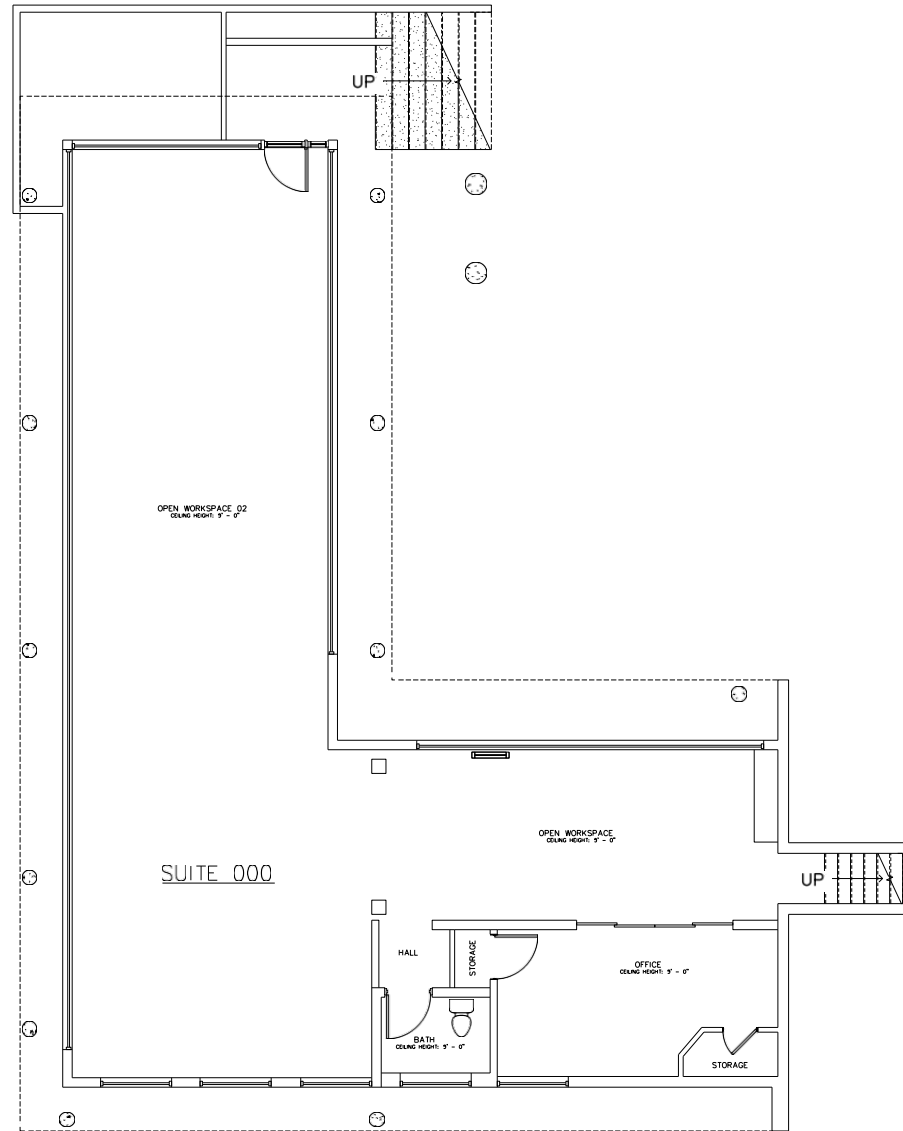 UP
OPEN WORKSPACE 02
CEILING HEIGHT: 9' - 0"
OPEN WORKSPACE
CEILING HEIGHT: 9' - 0"
SUITE 000
UP
HALL
STORAGE
OFFICE
CEILING HEIGHT: 9' - 0"
BATH
CEILING HEIGHT: 9' - 0"
STORAGE